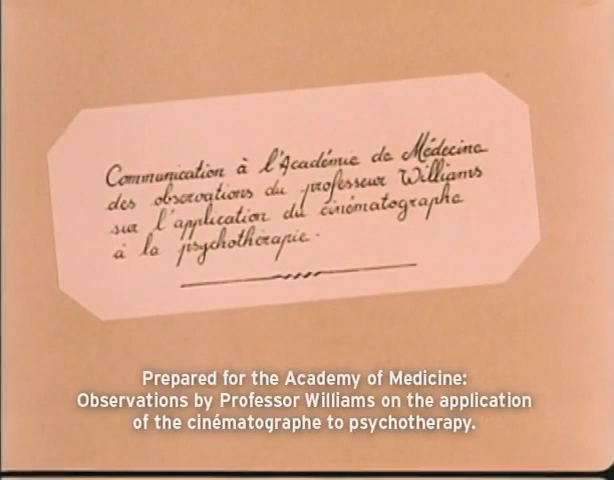 Communication à l'Académie de Médecine
des observations du professeur Williams
sur l'application du cinématographe
à la psychothérapie.
Prepared for the Academy of Medicine:
Observations by Professor Williams on the application
of the cinématographe to psychotherapy.